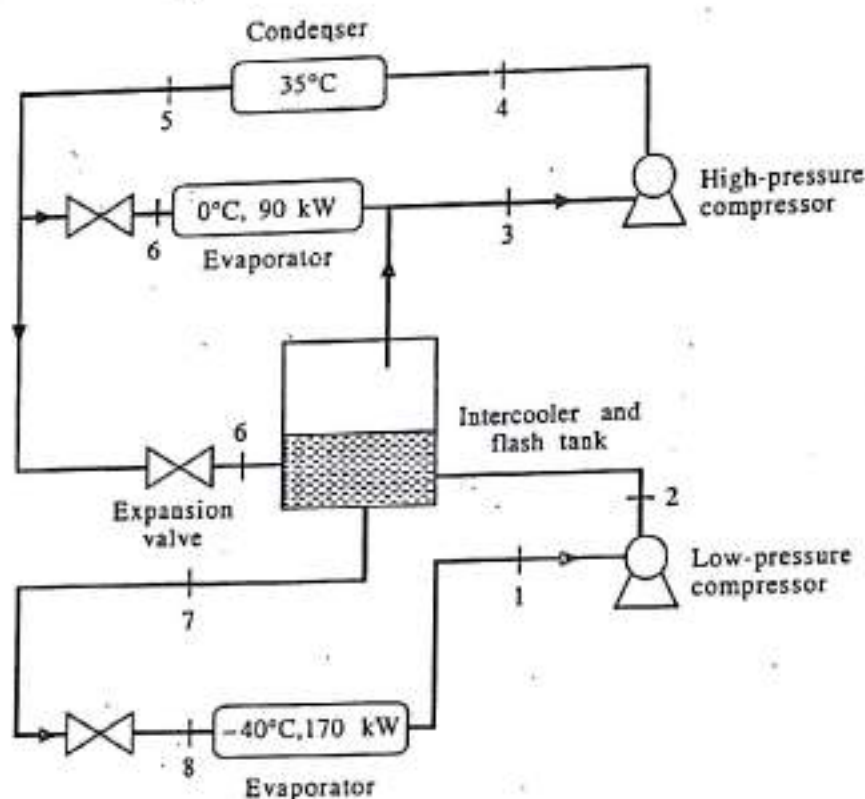 Condenser
35°C
5
4
High-pressure
compressor
0°C, 90 kW
6
3
Evaporator
6
Intercooler and
flash tank
2
Expansion
valve
Low-pressure
compressor
1
7
-40°C,170 kW
8
Evaporator